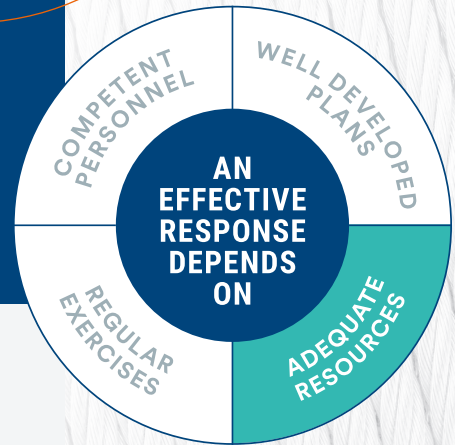 COMPETENT
PERSONNEL
WELL DEVELOPED
PLANS
AN
EFFECTIVE
RESPONSE
DEPENDS
ON
REGULAR
EXERCISES
ADEQUATE
RESOURCES